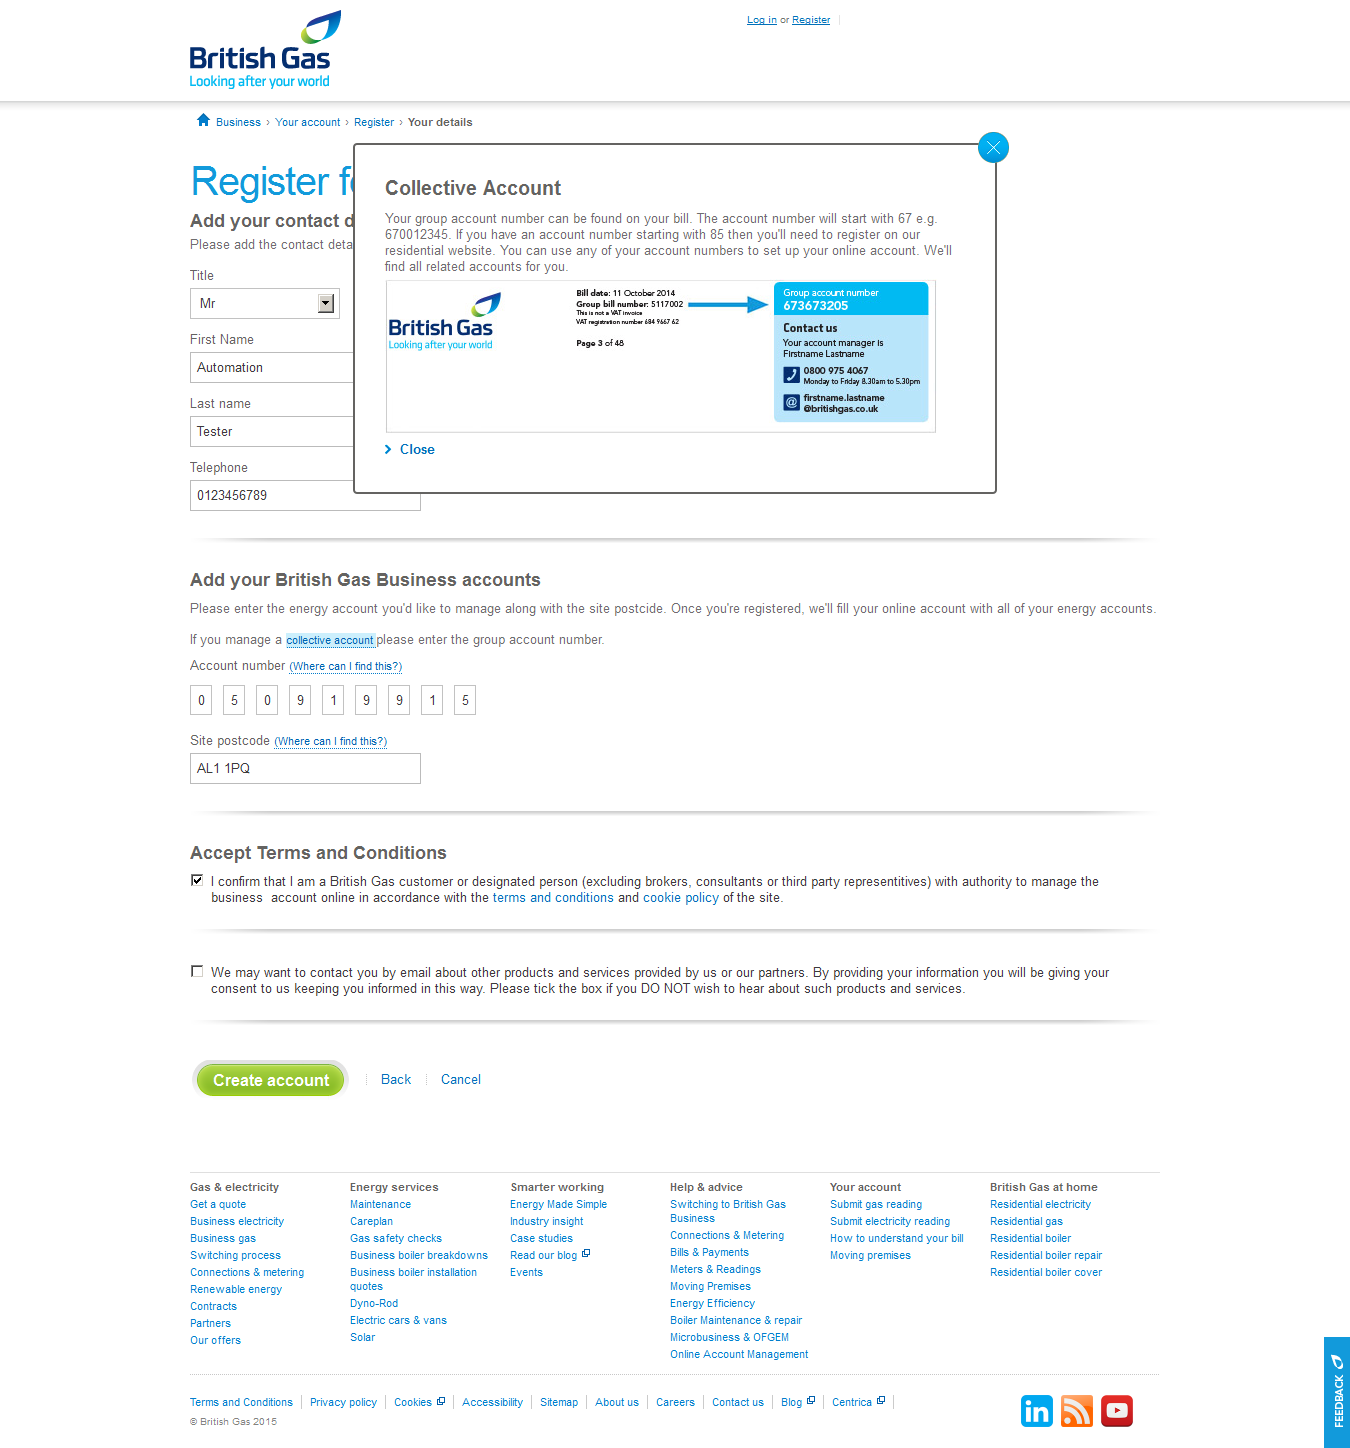 British Gas
Looking after your world
Log in or Register
Business › Your account › Register › Your details
Register f
Add your contact d
Please add the contact deta
Title
Mr
First Name
Automation
Last name
Tester
Telephone
0123456789
Collective Account
Your group account number can be found on your bill. The account number will start with 67 e.g.
670012345. If you have an account number starting with 85 then you'll need to register on our
residential website. You can use any of your account numbers to set up your online account. We'll
find all related accounts for you.
British Gas
Looking after your world
Bill date: 11 October 2014
Group bill number: 5117002
This is not a VAT invoice
VAT registration number 684 9667 62
Page 3 of 48
Group account number
673673205
Contact us
Your account manager is
Firstname Lastname
0800 975 4067
Monday to Friday 8.30am to 5.30pm
firstname.lastname
@britishgas.co.uk
Close
Add your British Gas Business accounts
Please enter the energy account you'd like to manage along with the site postcide. Once you're registered, we'll fill your online account with all of your energy accounts.
If you manage a collective account please enter the group account number.
Account number (Where can I find this?)
0 5 0 9 1 9 9 1 5
Site postcode (Where can I find this?)
AL1 1PQ
Accept Terms and Conditions
I confirm that I am a British Gas customer or designated person (excluding brokers, consultants or third party representitives) with authority to manage the
business account online in accordance with the terms and conditions and cookie policy of the site.
We may want to contact you by email about other products and services provided by us or our partners. By providing your information you will be giving your
consent to us keeping you informed in this way. Please tick the box if you DO NOT wish to hear about such products and services.
Create account
Back
Cancel
Gas & electricity
Get a quote
Business electricity
Business gas
Switching process
Connections & metering
Renewable energy
Contracts
Partners
Our offers
Energy services
Maintenance
Careplan
Gas safety checks
Business boiler breakdowns
Business boiler installation
quotes
Dyno-Rod
Electric cars & vans
Solar
Smarter working
Energy Made Simple
Industry insight
Case studies
Read our blog
Events
Help & advice
Switching to British Gas
Business
Connections & Metering
Bills & Payments
Meters & Readings
Moving Premises
Energy Efficiency
Boiler Maintenance & repair
Microbusiness & OFGEM
Online Account Management
Your account
Submit gas reading
Submit electricity reading
How to understand your bill
Moving premises
British Gas at home
Residential electricity
Residential gas
Residential boiler
Residential boiler repair
Residential boiler cover
Terms and Conditions
Privacy policy
Cookies
Accessibility
Sitemap
About us
Careers
Contact us
Blog
Centrica
© British Gas 2015
in
FEEDBACK